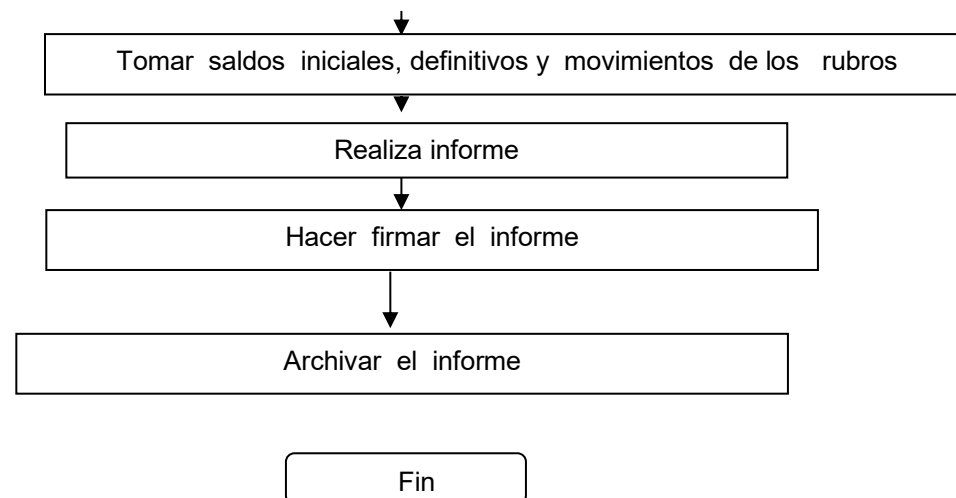 Tomar saldos iniciales, definitivos y movimientos de los rubros
Realiza informe
Hacer firmar el informe
Archivar el informe
Fin